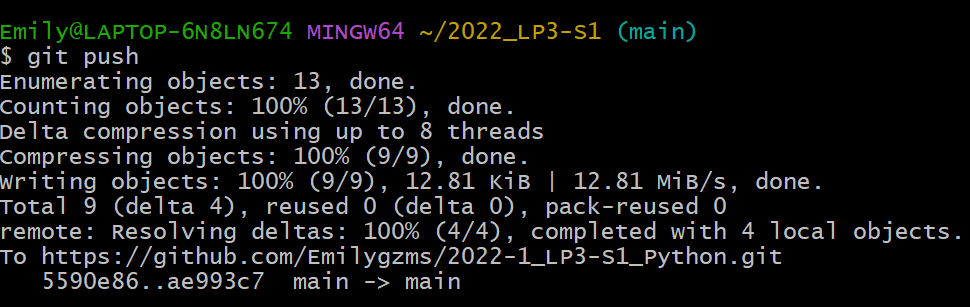 Emily@LAPTOP-6N8LN674 MINGW64 ~/2022_LP3-S1 (main)
$ git push
Enumerating objects: 13, done.
Counting objects: 100% (13/13), done.
Delta compression using up to 8 threads
Compressing objects: 100% (9/9), done.
Writing objects: 100% (9/9), 12.81 KiB | 12.81 MiB/s, done.
Total 9 (delta 4), reused 0 (delta 0), pack-reused 0
remote: Resolving deltas: 100% (4/4), completed with 4 local objects.
To https://github.com/Emilygzms/2022-1_LP3-S1_Python.git
   5590e86..ae993c7  main -> main